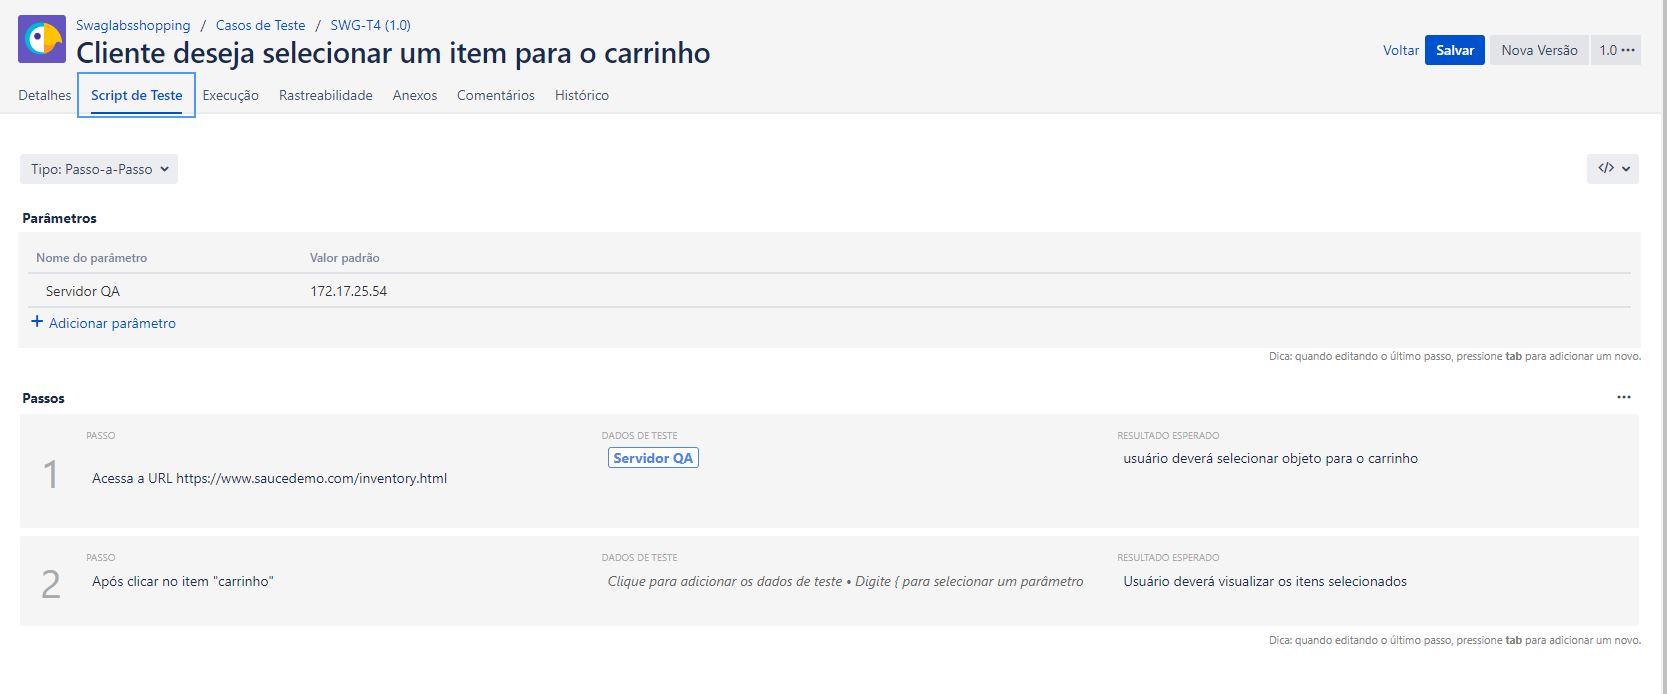 Swaglabsshopping / Casos de Teste / SWG-T4 (1.0)
Cliente deseja selecionar um item para o carrinho
Voltar Salvar Nova Versão 1.0 •••
Detalhes Script de Teste Execução Rastreabilidade Anexos Comentários Histórico
Tipo: Passo-a-Passo
</>
Parâmetros
Nome do parâmetro Valor padrão
Servidor QA 172.17.25.54
+ Adicionar parâmetro
Dica: quando editando o último passo, pressione tab para adicionar um novo.
Passos •••
PASSO DADOS DE TESTE RESULTADO ESPERADO
Servidor QA usuário deverá selecionar objeto para o carrinho
1 Acessa a URL https://www.saucedemo.com/inventory.html
PASSO DADOS DE TESTE RESULTADO ESPERADO
2 Após clicar no item "carrinho" Clique para adicionar os dados de teste • Digite { para selecionar um parâmetro Usuário deverá visualizar os itens selecionados
Dica: quando editando o último passo, pressione tab para adicionar um novo.